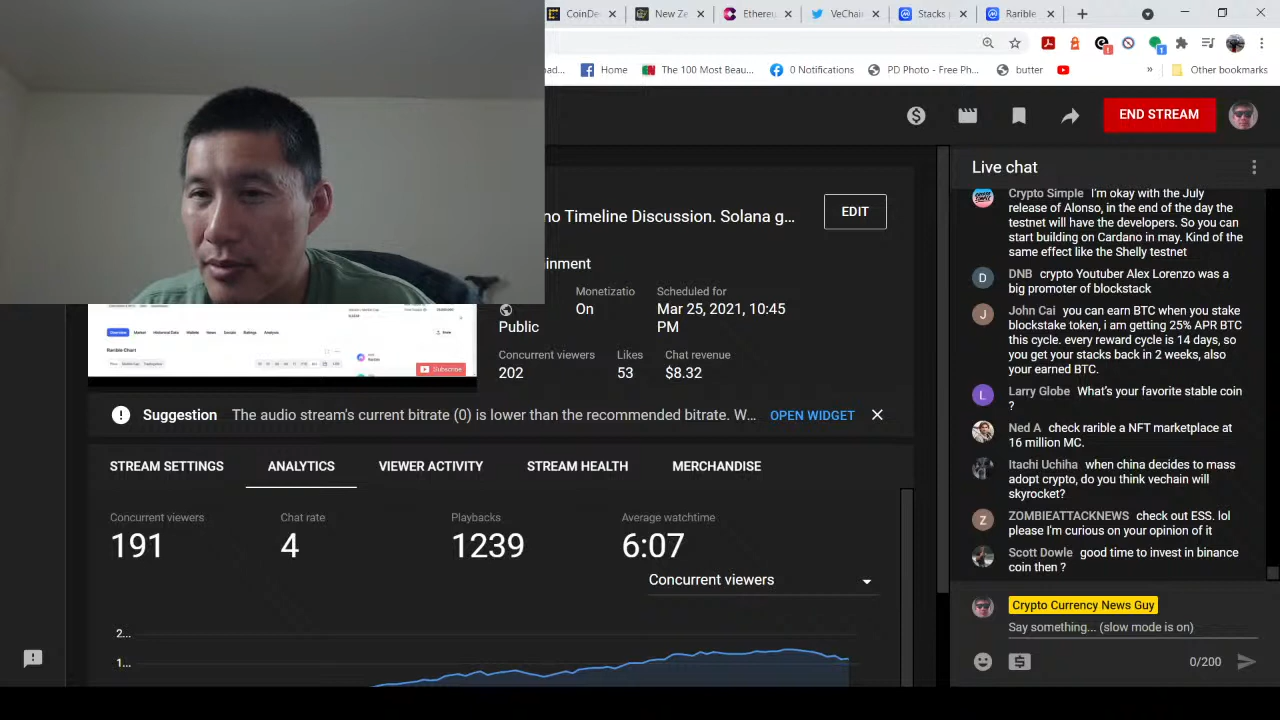 CoinDe
New Ze
Ethereu
VeChain
Stacks
Rarible
oad...
Home
The 100 Most Beau...
0 Notifications
PD Photo - Free Ph...
butter
»
Other bookmarks
END STREAM
no Timeline Discussion. Solana g...
EDIT
inment
Monetizatio
On
Scheduled for
Mar 25, 2021, 10:45
PM
Public
Concurrent viewers
202
Likes
53
Chat revenue
$8.32
Rarible Chart
Subscribe
Suggestion The audio stream's current bitrate (0) is lower than the recommended bitrate. W...
OPEN WIDGET
STREAM SETTINGS
ANALYTICS
VIEWER ACTIVITY
STREAM HEALTH
MERCHANDISE
Concurrent viewers
191
Chat rate
4
Playbacks
1239
Average watchtime
6:07
Concurrent viewers
2...
1...
Live chat
Crypto Simple I'm okay with the July
release of Alonso, in the end of the day the
testnet will have the developers. So you can
start building on Cardano in may. Kind of the
same effect like the Shelly testnet
D
DNB crypto Youtuber Alex Lorenzo was a
big promoter of blockstack
J
John Cal you can earn BTC when you stake
blockstake token, i am getting 25% APR BTC
this cycle. every reward cycle is 14 days, so
u get our stacks back in 2 weeks, also
your earned BTC.
L
Larry Globe What's your favorite stable coin
?
Ned A check rarible a NFT marketplace at
16 million MC.
Itachi Uchiha when china decides to mass
adopt crypto, do you think vechain will
skyrocket?
Z
ZOMBIEATTACKNEWS check out ESS. lol
please I'm curious on your opinion of it
Scott Dowle good time to invest in binance
coin then ?
Crypto Currency News Guy
Say something... (slow mode is on)
0/200